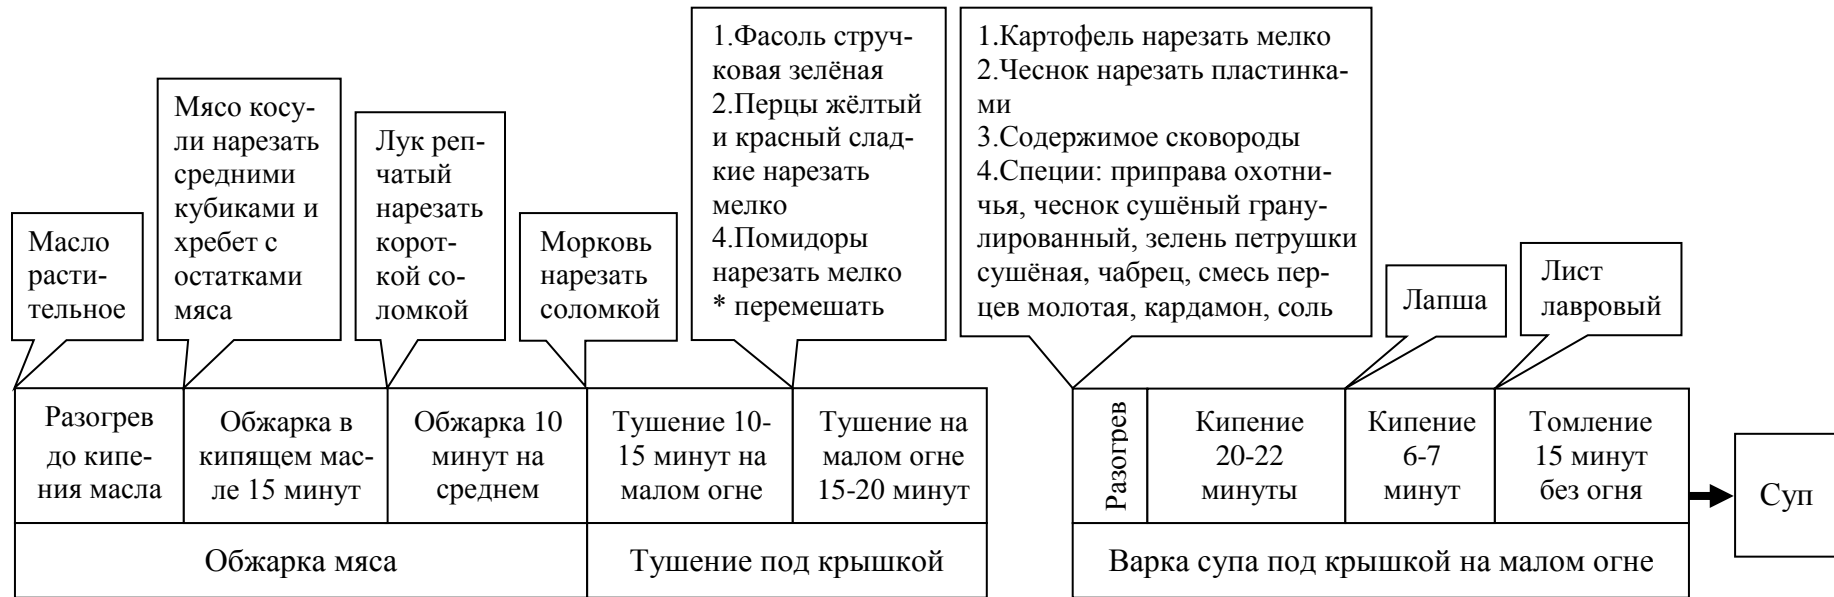 Масло
расти-
тельное
Мясо косу-
ли нарезать
средними
кубиками и
хребет с
остатками
мяса
Лук реп-
чатый
нарезать
корот-
кой со-
ломкой
Морковь
нарезать
соломкой
1.Фасоль струч-
ковая зелёная
2.Перцы жёлтый
и красный слад-
кие нарезать
мелко
4.Помидоры
нарезать мелко
* перемешать
1.Картофель нарезать мелко
2.Чеснок нарезать пластинка-
ми
3.Содержимое сковороды
4.Специи: приправа охотни-
чья, чеснок сушёный грану-
лированный, зелень петрушки
сушёная, чабрец, смесь пер-
цев молотая, кардамон, соль
Лапша
Лист
лавровый
Разогрев
до кипе-
ния масла
Обжарка в
кипящем мас-
ле 15 минут
Обжарка 10
минут на
среднем
Тушение 10-
15 минут на
малом огне
Тушение на
малом огне
15-20 минут
Разогрев
Кипение
20-22
минуты
Кипение
6-7
минут
Томление
15 минут
без огня
Суп
Обжарка мяса
Тушение под крышкой
Варка супа под крышкой на малом огне